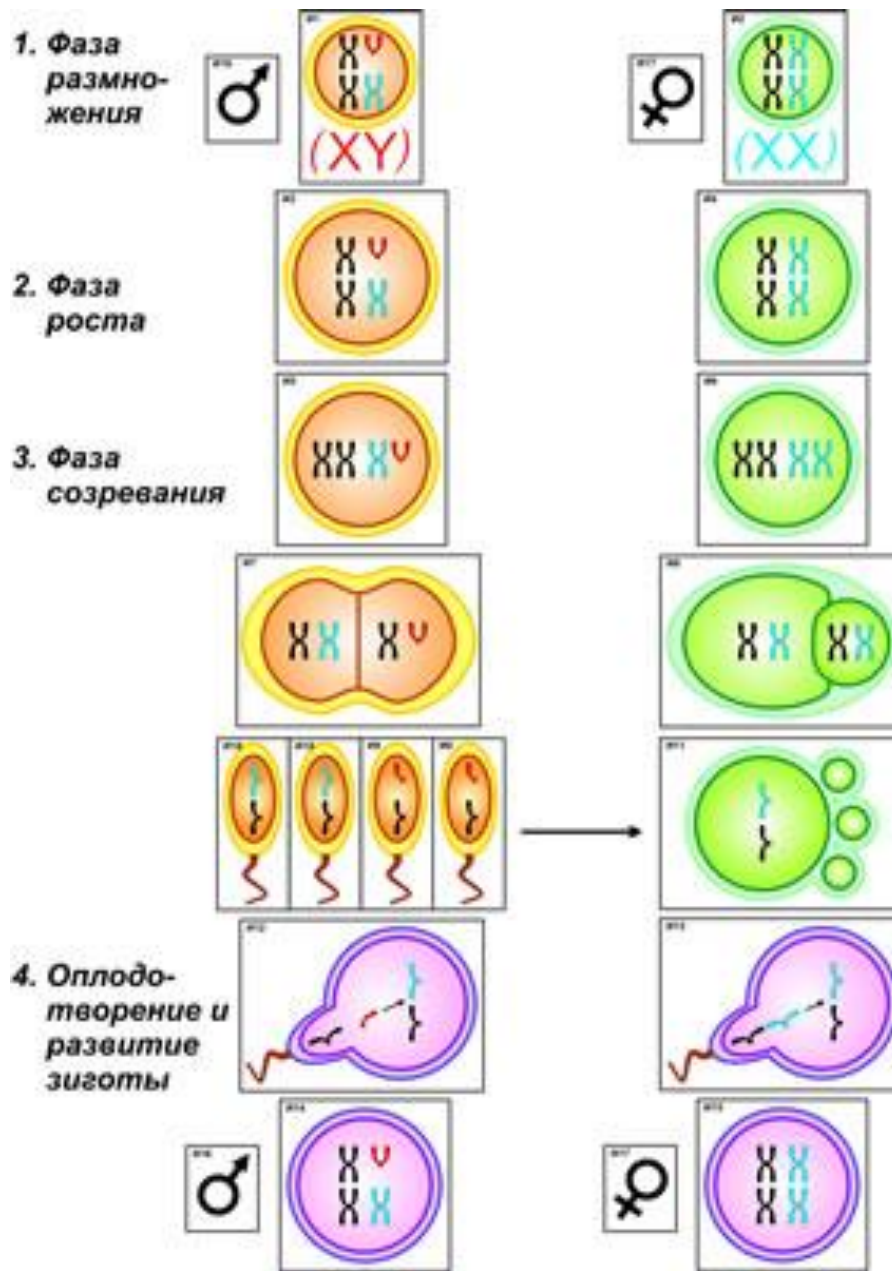 1. Фаза
размно-
жения
(XY)
(XX)
2. Фаза
роста
3. Фаза
созревания
4. Оплодо-
творение и
развитие
зиготы